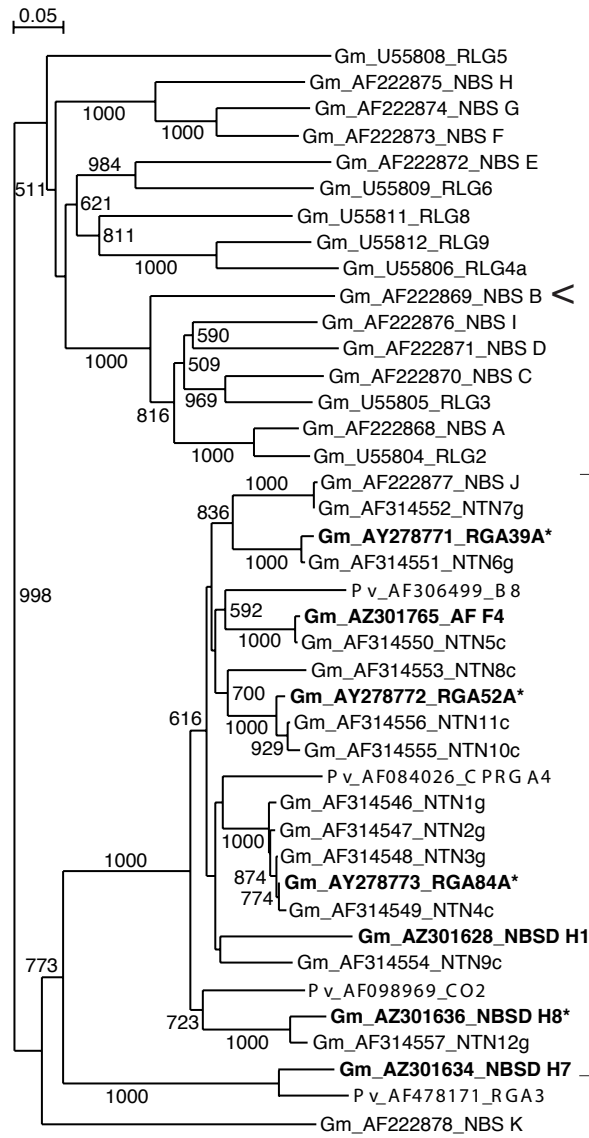 0.05
Gm_U55808_RLG5
Gm_AF222875_NBS H
1000
Gm_AF222874_NBS G
1000
Gm_AF222873_NBS F
984
Gm_AF222872_NBS E
511
Gm_U55809_RLG6
621
Gm_U55811_RLG8
811
Gm_U55812_RLG9
1000
Gm_U55806_RLG4a
Gm_AF222869_NBS B <
Gm_AF222876_NBS I
590
1000
Gm_AF222871_NBS D
509
Gm_AF222870_NBS C
969
Gm_U55805_RLG3
816
Gm_AF222868_NBS A
1000
Gm_U55804_RLG2
1000
Gm_AF222877_NBS J
836
Gm_AF314552_NTN7g
Gm_AY278771_RGA39A*
1000
Gm_AF314551_NTN6g
998
Pv_AF306499_B8
592
Gm_AZ301765_AF F4
1000
Gm_AF314550_NTN5c
Gm_AF314553_NTN8c
700
Gm_AY278772_RGA52A*
616
1000
Gm_AF314556_NTN11c
929
Gm_AF314555_NTN10c
Pv_AF084026_CPRGA4
Gm_AF314546_NTN1g
1000
Gm_AF314547_NTN2g
1000
Gm_AF314548_NTN3g
874
Gm_AY278773_RGA84A*
774
Gm_AF314549_NTN4c
Gm_AZ301628_NBSD H1
773
Gm_AF314554_NTN9c
Pv_AF098969_CO2
723
Gm_AZ301636_NBSD H8*
1000
Gm_AF314557_NTN12g
Gm_AZ301634_NBSD H7
1000
Pv_AF478171_RGA3
Gm_AF222878_NBS K